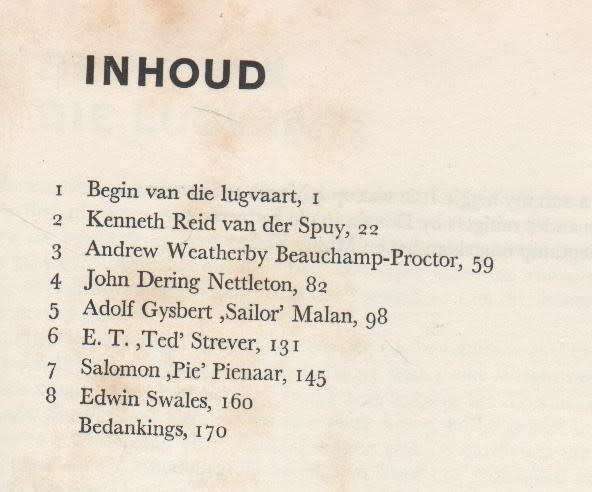 INHOUD
1 Begin van die lugvaart, 1
2 Kenneth Reid van der Spuy, 22
3 Andrew Weatherby Beauchamp-Proctor, 59
4 John Dering Nettleton, 82
5 Adolf Gysbert ‚Sailor’ Malan, 98
6 E. T. ‚Ted’ Strever, 131
7 Salomon ‚Pie’ Pienaar, 145
8 Edwin Swales, 160
Bedankings, 170